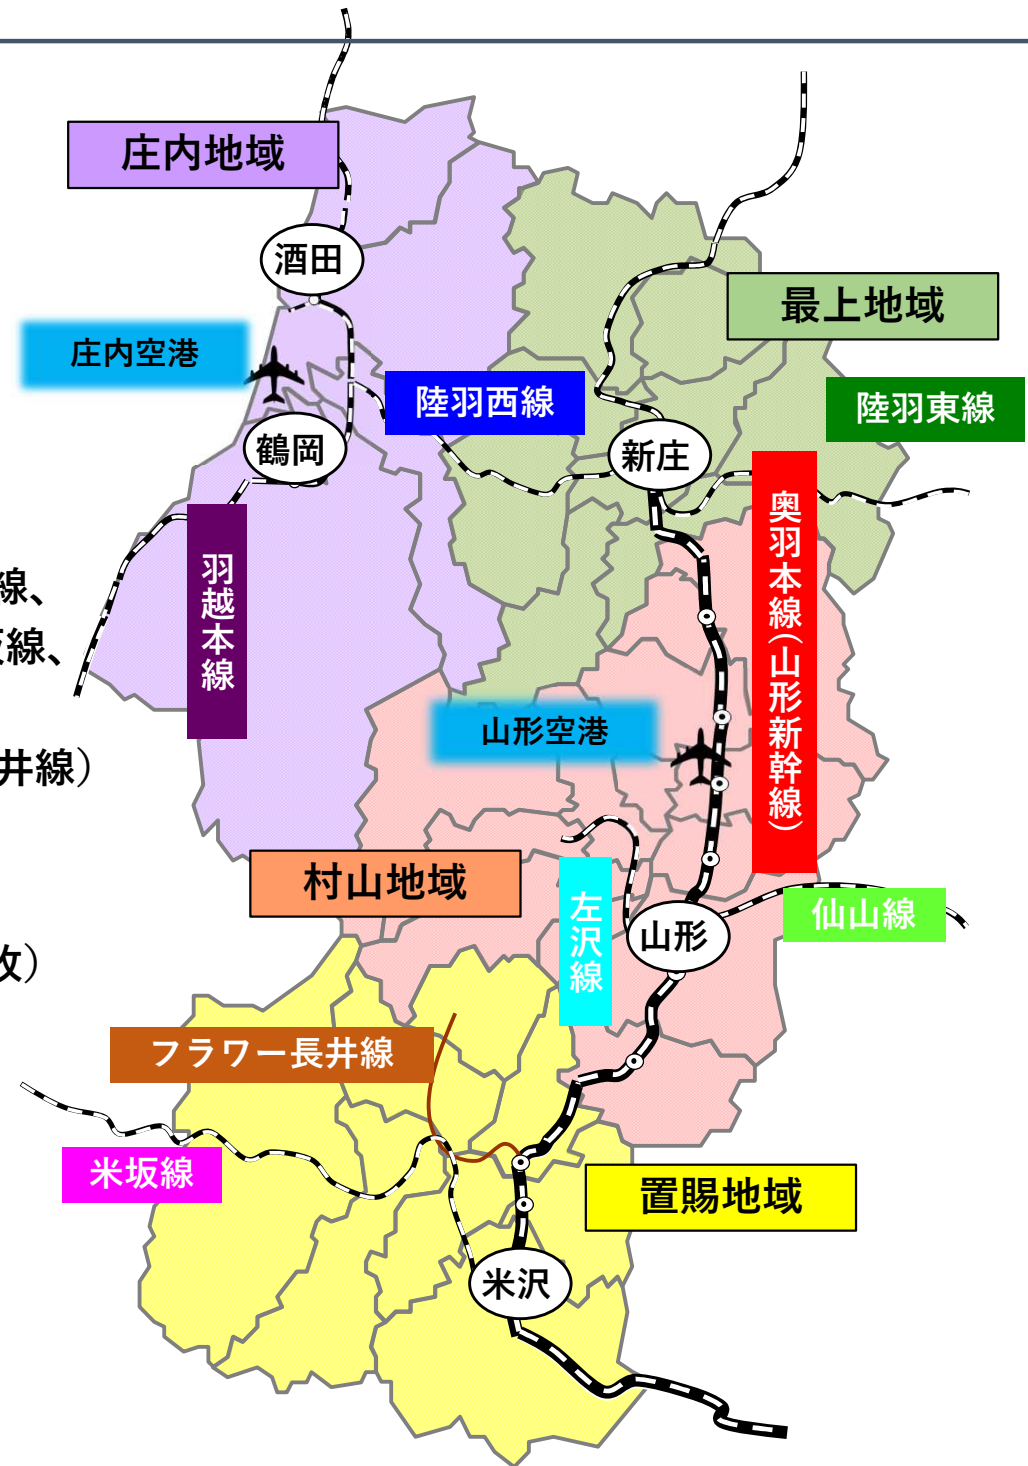 庄内地域
酒田
最上地域
庄内空港
陸羽西線
陸羽東線
鶴岡
新庄
奥羽本線(山形新幹線)
羽越本線
線、
線、
山形空港
井線)
村山地域
左沢線
仙山線
山形
)
フラワー長井線
米坂線
置賜地域
米沢